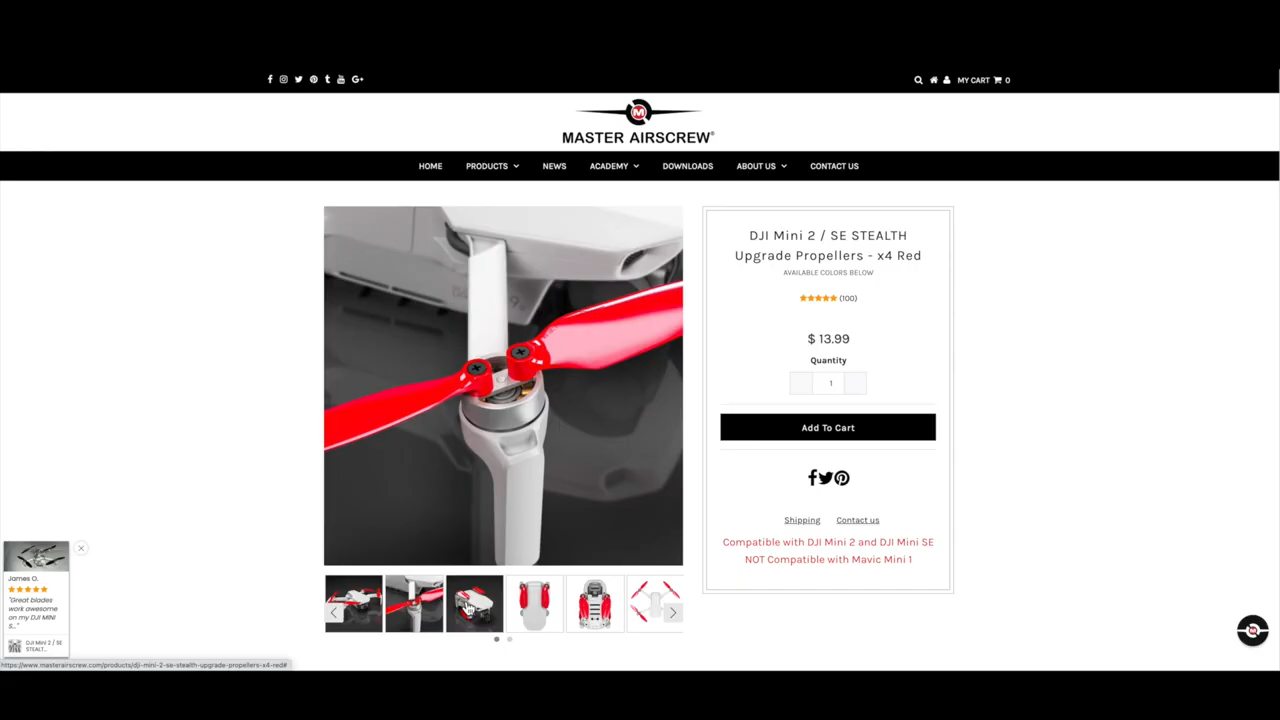 MY CART 0
M
MASTER AIRSCREW®
HOME PRODUCTS NEWS ACADEMY DOWNLOADS ABOUT US CONTACT US
DJI Mini 2 / SE STEALTH
Upgrade Propellers - x4 Red
AVAILABLE COLORS BELOW
(100)
$ 13.99
Quantity
1
Add To Cart
Shipping Contact us
Compatible with DJI Mini 2 and DJI Mini SE
NOT Compatible with Mavic Mini 1
James O.
"Great blades
work awesome
on my DJI MINI
S..."
DJI Mini 2 / SE
STEALT...
https://www.masterairscrew.com/products/dji-mini-2-se-stealth-upgrade-propellers-x4-red#